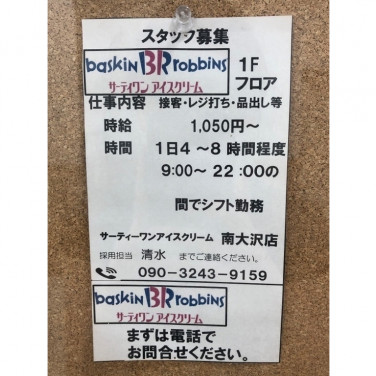 スタッフ募集
baskin BR robbins
サーティワン アイスクリーム
1F
フロア
仕事内容 接客・レジ打ち・品出し等
時給 1,050円～
時間 1日4～8時間程度
9:00～22:00の
間でシフト勤務
サーティーワンアイスクリーム 南大沢店
採用担当 清水 までご連絡ください。
090-3243-9159
baskin BR robbins
サーティワン アイスクリーム
まずは電話で
お問合せください。